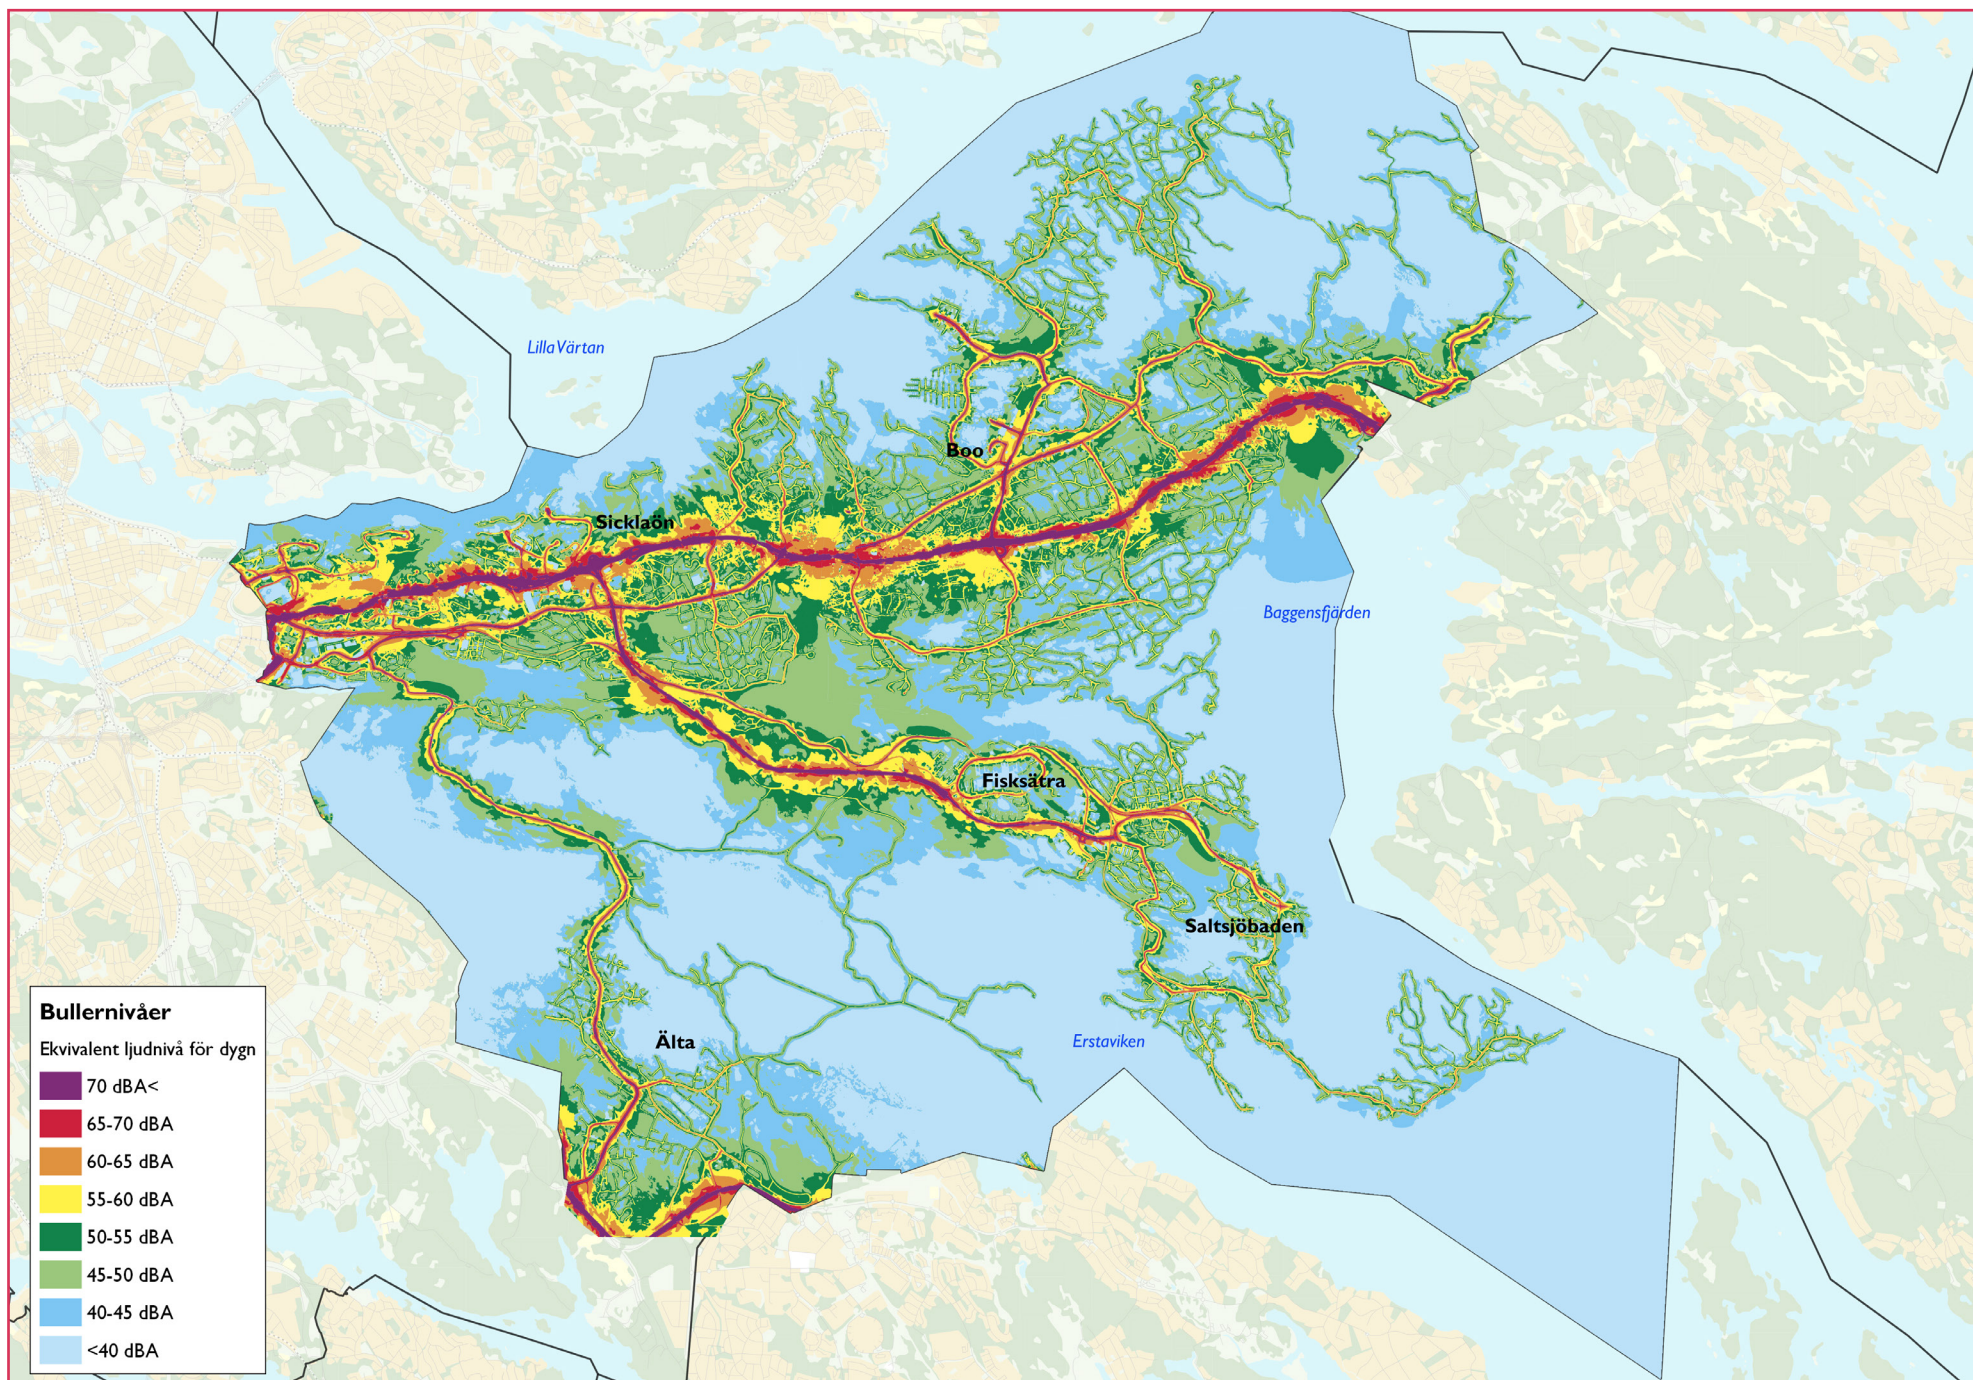 Lilla Värtan
Boo
Sicklaön
Baggensfjärden
Fisksätra
Saltsjöbaden
Älta
Erstaviken
Bullernivåer
Ekvivalent ljudnivå för dygn
70 dBA<
65-70 dBA
60-65 dBA
55-60 dBA
50-55 dBA
45-50 dBA
40-45 dBA
<40 dBA